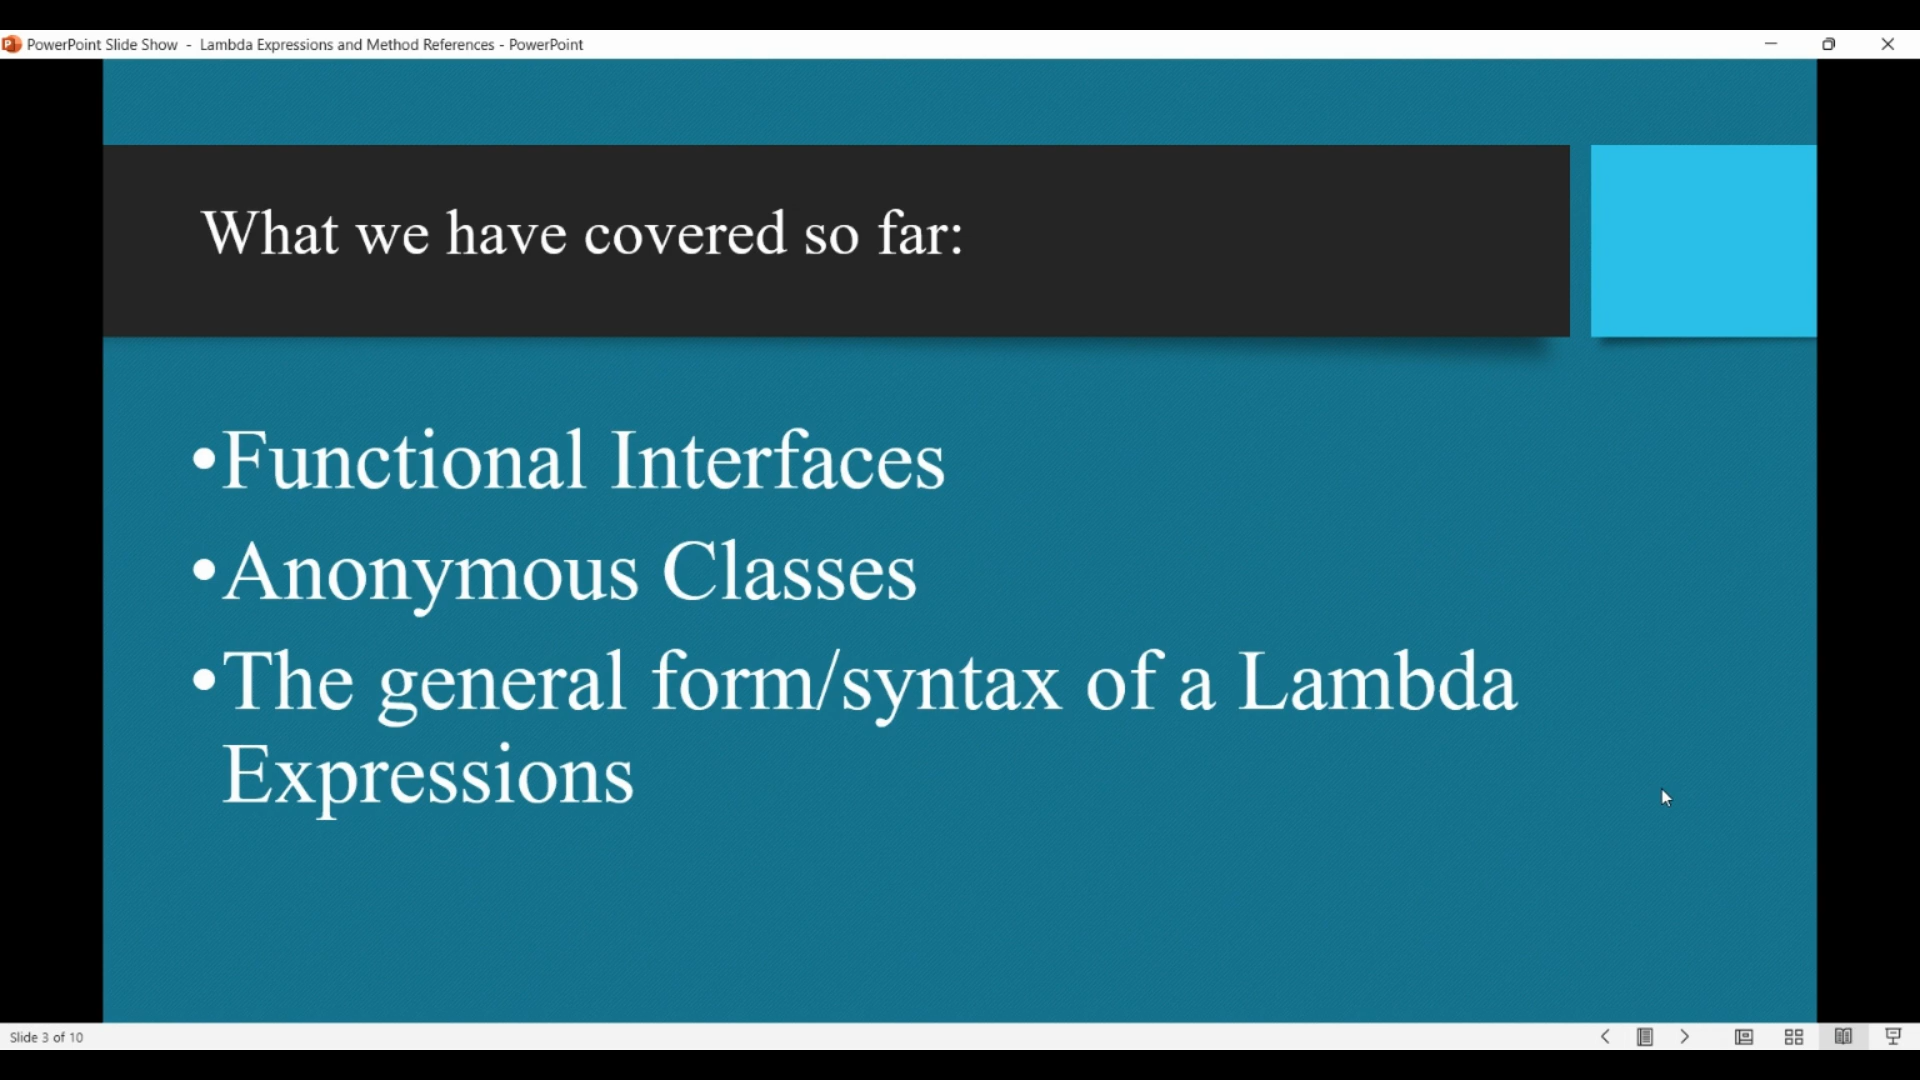 PowerPoint Slide Show - Lambda Expressions and Method References - PowerPoint
What we have covered so far:
•Functional Interfaces
•Anonymous Classes
•The general form/syntax of a Lambda
Expressions
Slide 3 of 10